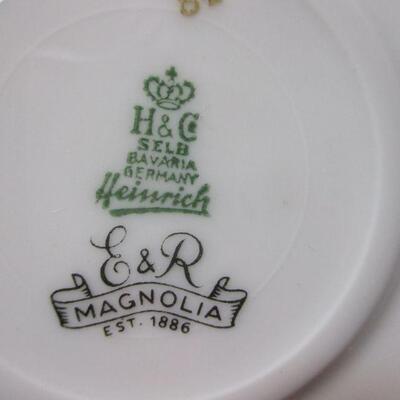 H&C
SELB
BAVARIA
GERMANY
Heinrich
E & R
MAGNOLIA
EST. 1886